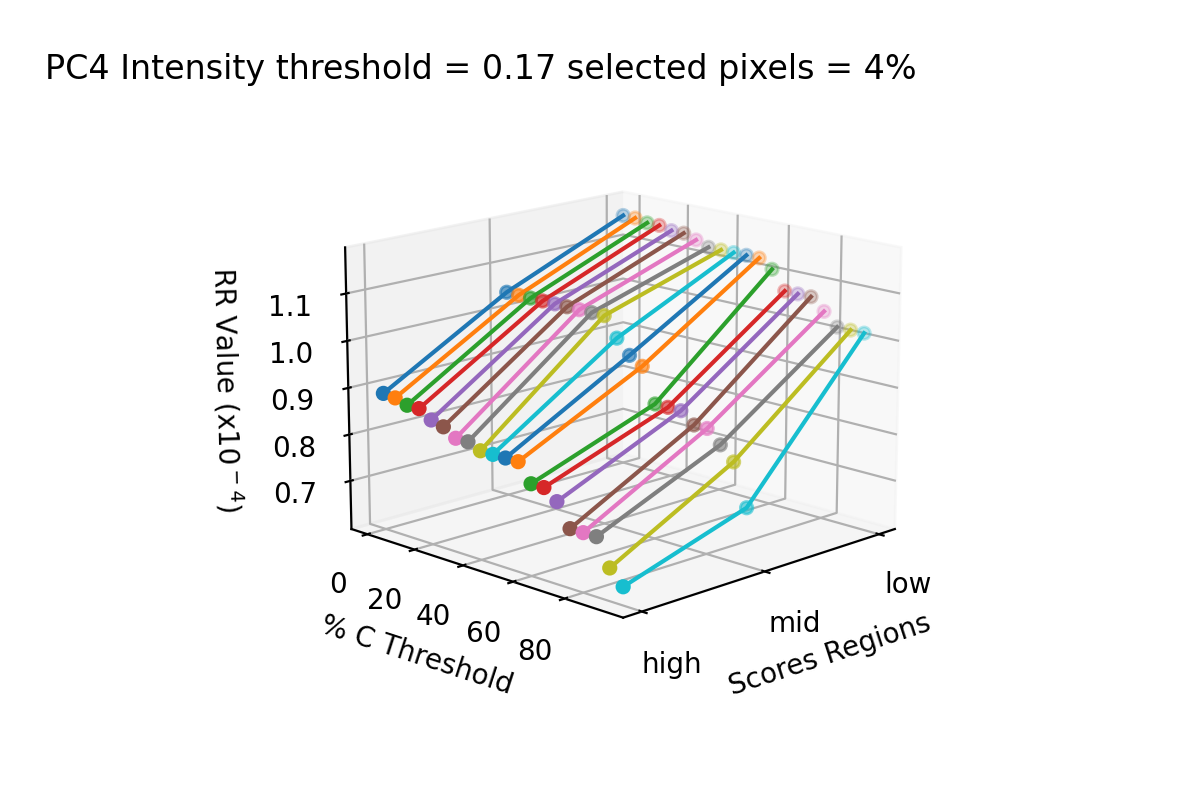 PC4 Intensity threshold = 0.17 selected pixels = 4%
RR Value (x10⁻⁴)
1.1
1.0
0.9
0.8
0.7
0
20
40
60
80
% C Threshold
high
mid
low
Scores Regions